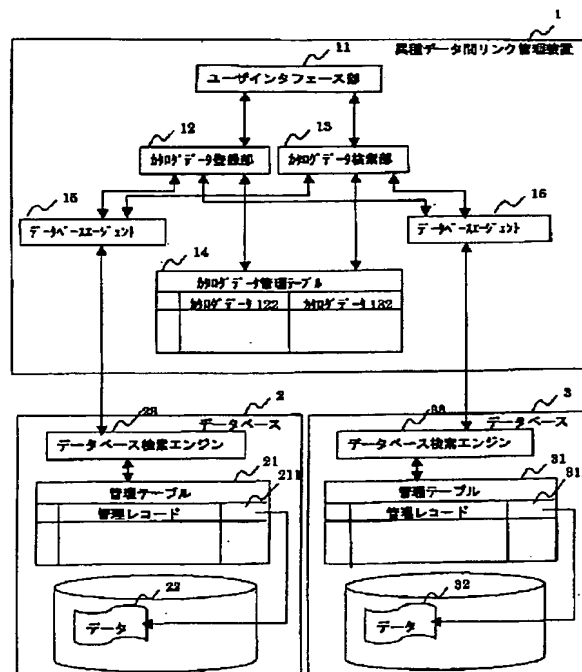 1
異種データ間リンク管理装置
11
ユーザインタフェース部
12
カタログデータ登録部
13
カタログデータ検索部
15
データベースエージェント
16
データベースエージェント
14
カタログデータ管理テーブル
カタログデータ122
カタログデータ132
2
データベース
23
データベース検索エンジン
21
管理テーブル
211
管理レコード
22
データ
3
データベース
33
データベース検索エンジン
31
管理テーブル
管理レコード
32
データ